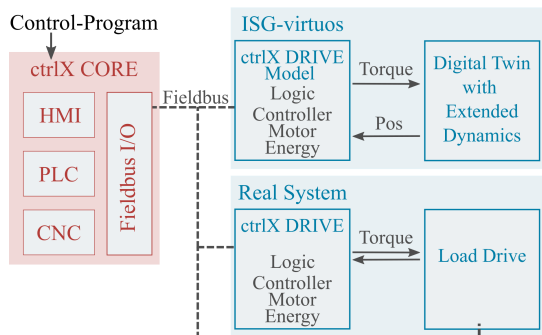 Control-Program
ctrlX CORE
HMI
PLC
CNC
Fieldbus I/O
Fieldbus
ISG-virtuos
ctrlX DRIVE
Model
Logic
Controller
Motor
Energy
Torque
Pos
Digital Twin
with
Extended
Dynamics
Real System
ctrlX DRIVE
Logic
Controller
Motor
Energy
Torque
Load Drive